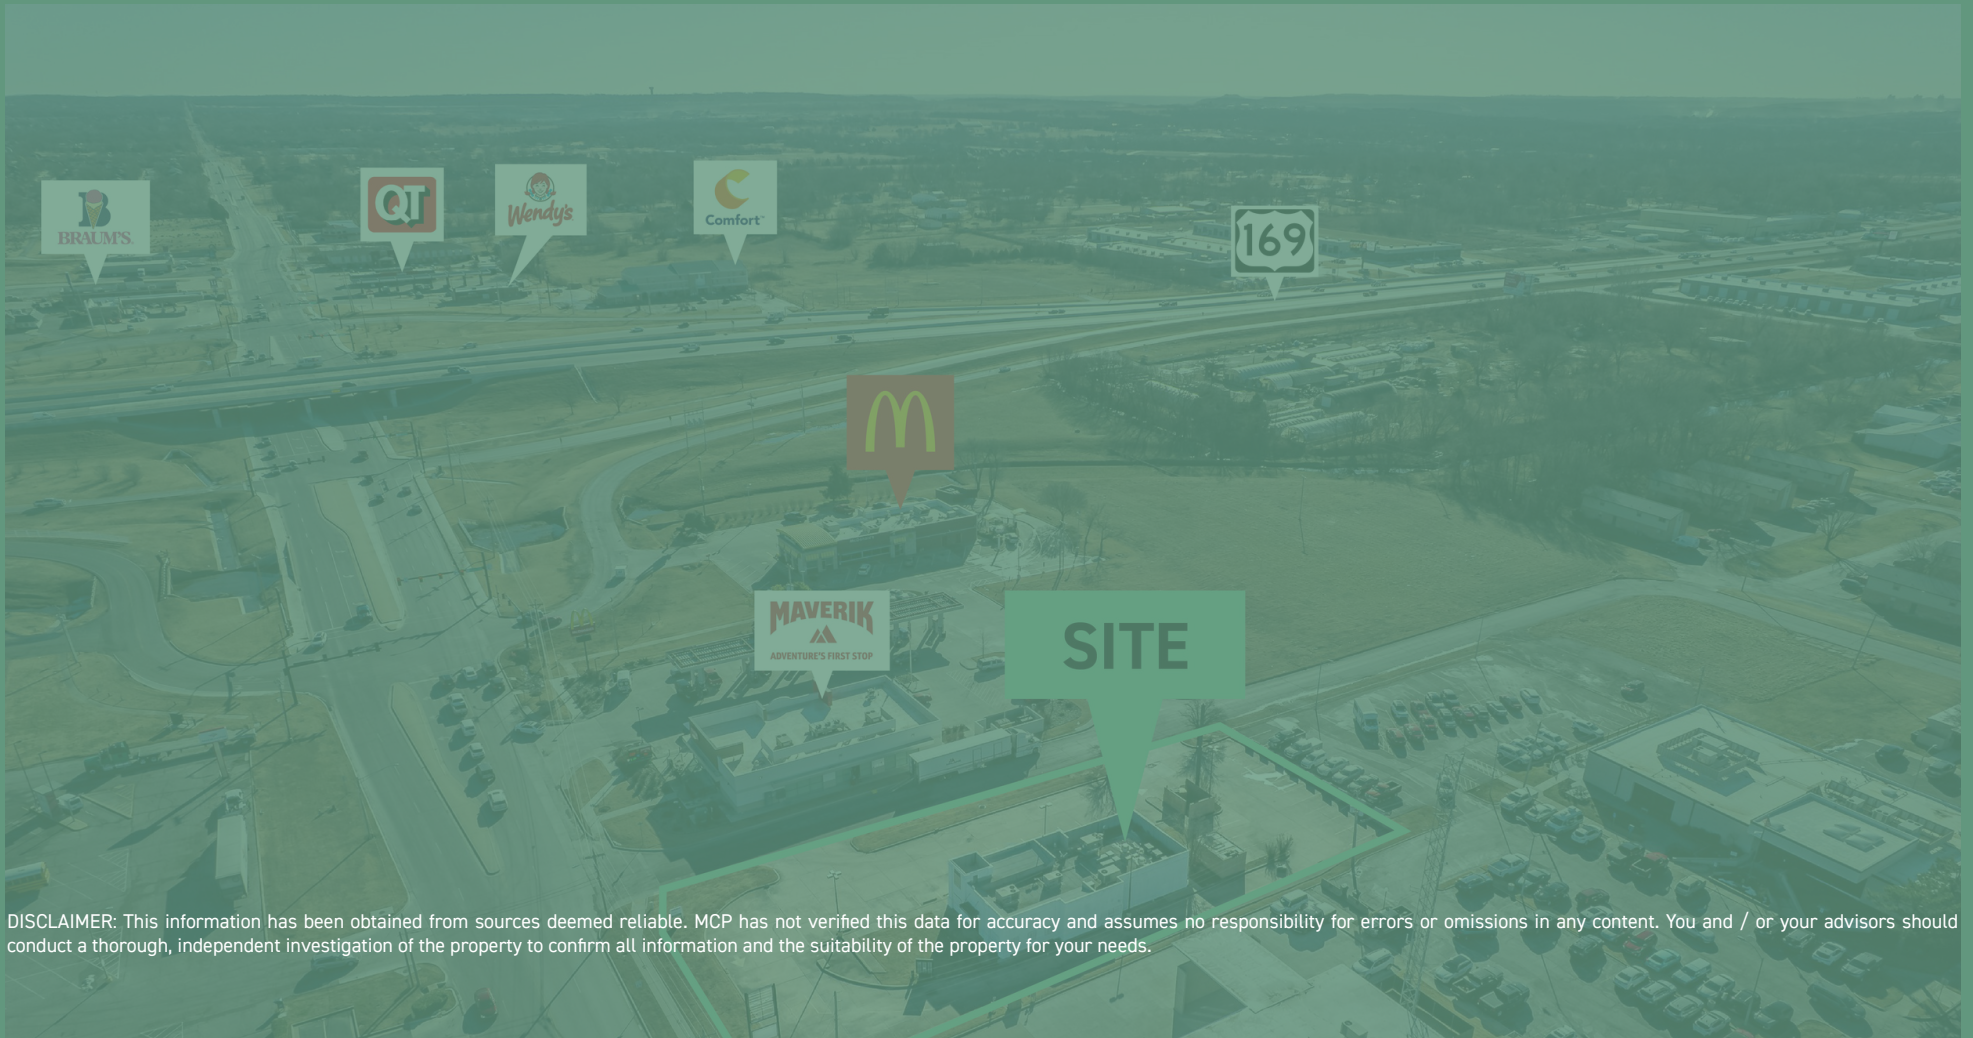 B
BRAUM'S
QT
Wendy's
Comfort
169
M
MAVERIK
ADVENTURE'S FIRST STOP
SITE
DISCLAIMER: This information has been obtained from sources deemed reliable. MCP has not verified this data for accuracy and assumes no responsibility for errors or omissions in any content. You and / or your advisors should
conduct a thorough, independent investigation of the property to confirm all information and the suitability of the property for your needs.